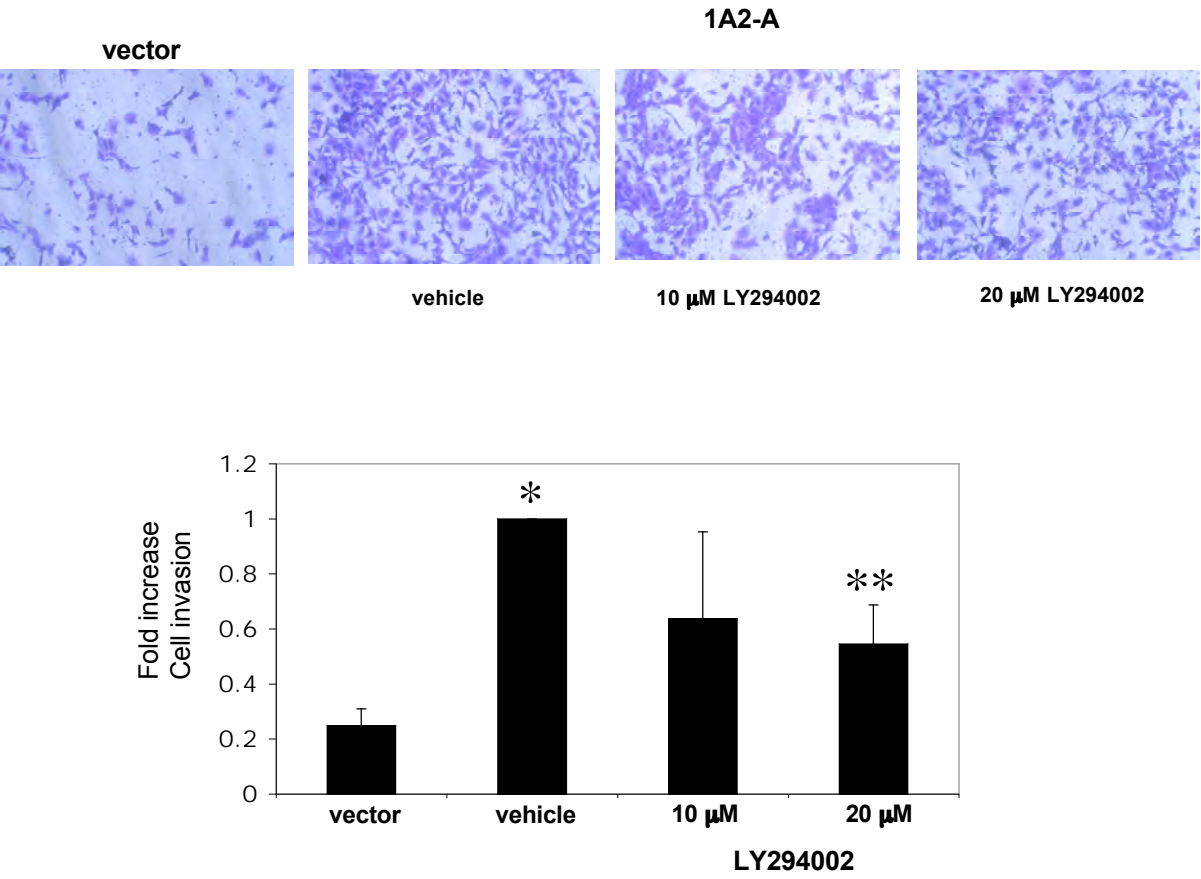 1A2-A
vector
vehicle
10 μM LY294002
20 μM LY294002
1.2
1
0.8
0.6
0.4
0.2
0
Fold increase
Cell invasion
*
**
vector
vehicle
10 μM
20 μM
LY294002